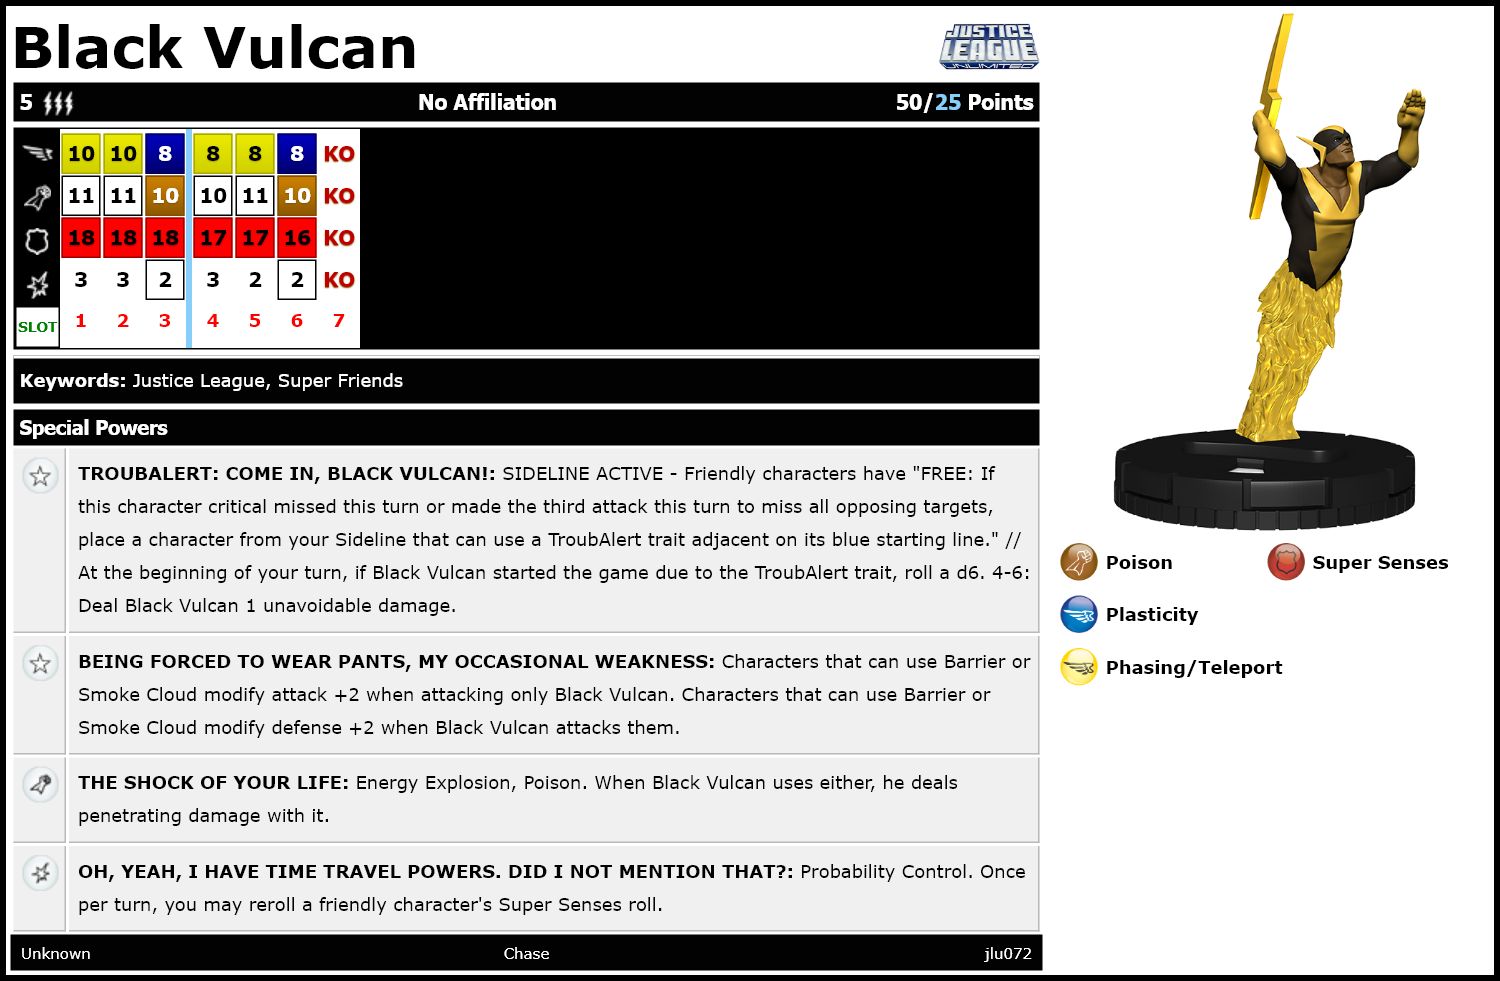 Black Vulcan
JUSTICE
LEAGUE
UNLIMITED
5 No Affiliation 50/25 Points
10 10 8 8 8 8 KO
11 11 10 10 11 10 KO
18 18 18 17 17 16 KO
3 3 2 3 2 2 KO
SLOT 1 2 3 4 5 6 7
Keywords: Justice League, Super Friends
Special Powers
TROUBALERT: COME IN, BLACK VULCAN!: SIDELINE ACTIVE - Friendly characters have "FREE: If
this character critical missed this turn or made the third attack this turn to miss all opposing targets,
place a character from your Sideline that can use a TroubAlert trait adjacent on its blue starting line." //
At the beginning of your turn, if Black Vulcan started the game due to the TroubAlert trait, roll a d6. 4-6:
Deal Black Vulcan 1 unavoidable damage.
BEING FORCED TO WEAR PANTS, MY OCCASIONAL WEAKNESS: Characters that can use Barrier or
Smoke Cloud modify attack +2 when attacking only Black Vulcan. Characters that can use Barrier or
Smoke Cloud modify defense +2 when Black Vulcan attacks them.
THE SHOCK OF YOUR LIFE: Energy Explosion, Poison. When Black Vulcan uses either, he deals
penetrating damage with it.
OH, YEAH, I HAVE TIME TRAVEL POWERS. DID I NOT MENTION THAT?: Probability Control. Once
per turn, you may reroll a friendly character's Super Senses roll.
Unknown Chase jlu072
Poison Super Senses
Plasticity
Phasing/Teleport